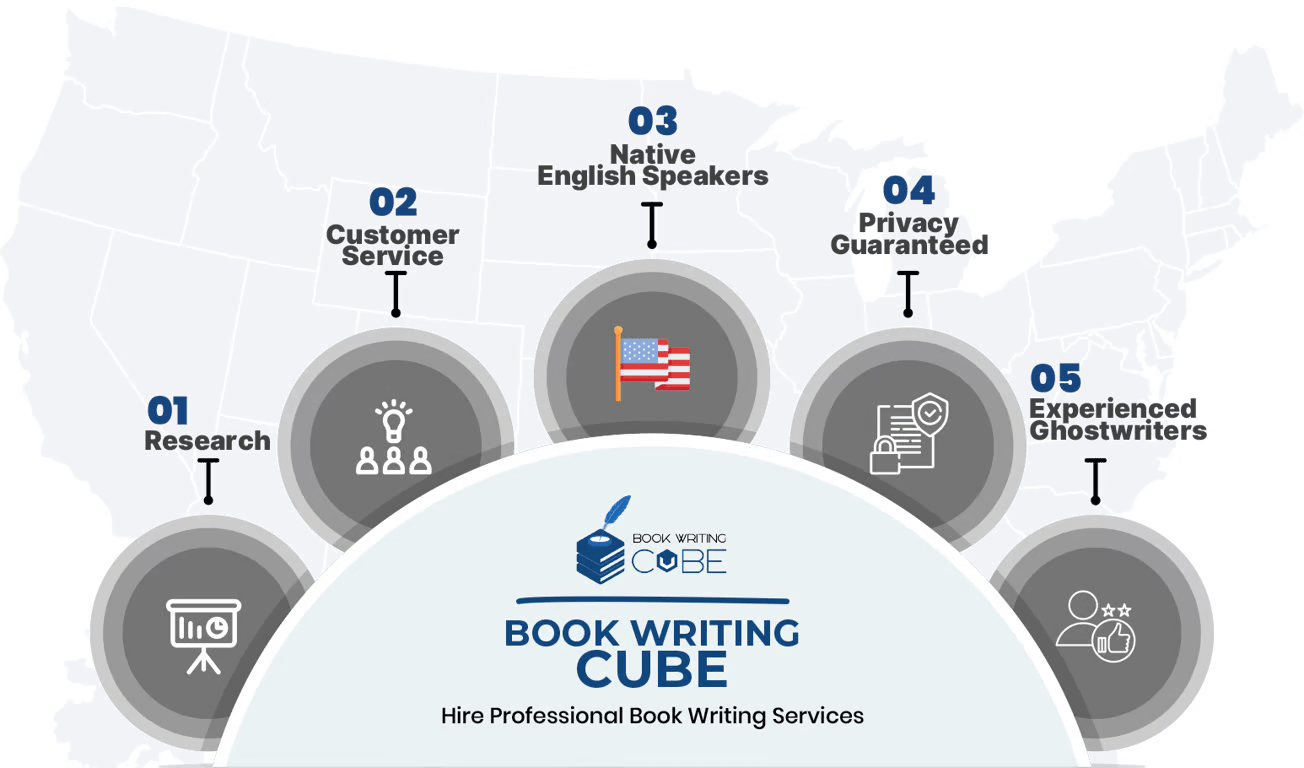 01
Research
02
Customer
Service
03
Native
English Speakers
04
Privacy
Guaranteed
05
Experienced
Ghostwriters
BOOK WRITING
CUBE
BOOK WRITING
CUBE
Hire Professional Book Writing Services